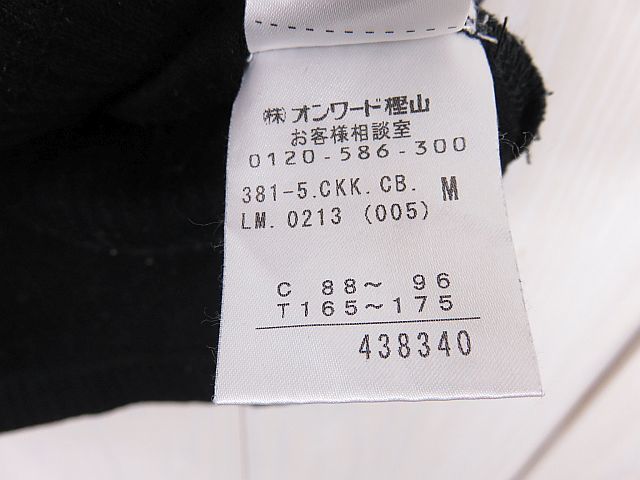 ㈱オンワード樫山
お客様相談室
0120-586-300
381-5.CKK.CB. M
LM.0213 (005)
C 88～ 96
T165～175
438340